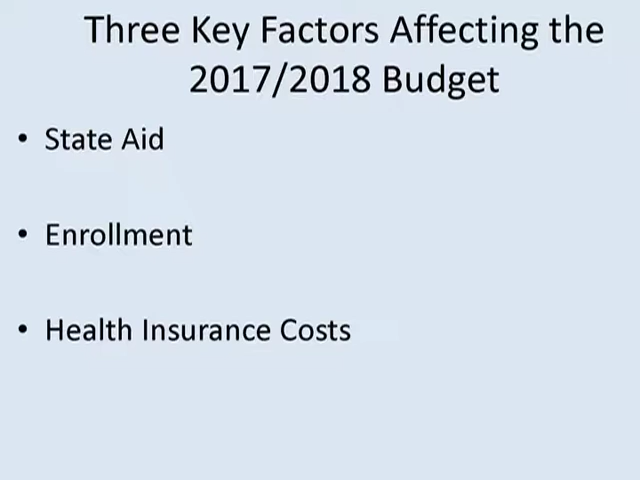 Three Key Factors Affecting the
2017/2018 Budget
• State Aid
• Enrollment
• Health Insurance Costs